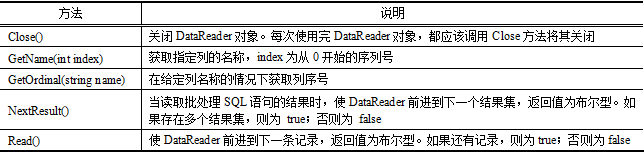 方法 说明
Close() 关闭 DataReader 对象。每次使用完 DataReader 对象，都应该调用 Close 方法将其关闭
GetName(int index) 获取指定列的名称，index 为从 0 开始的序列号
GetOrdinal(string name) 在给定列名称的情况下获取列序号
当读取批处理 SQL 语句的结果时，使 DataReader 前进到下一个结果集，返回值为布尔型。如
NextResult()
果存在多个结果集，则为 true；否则为 false
Read() 使 DataReader 前进到下一条记录，返回值为布尔型。如果还有记录，则为 true；否则为 false